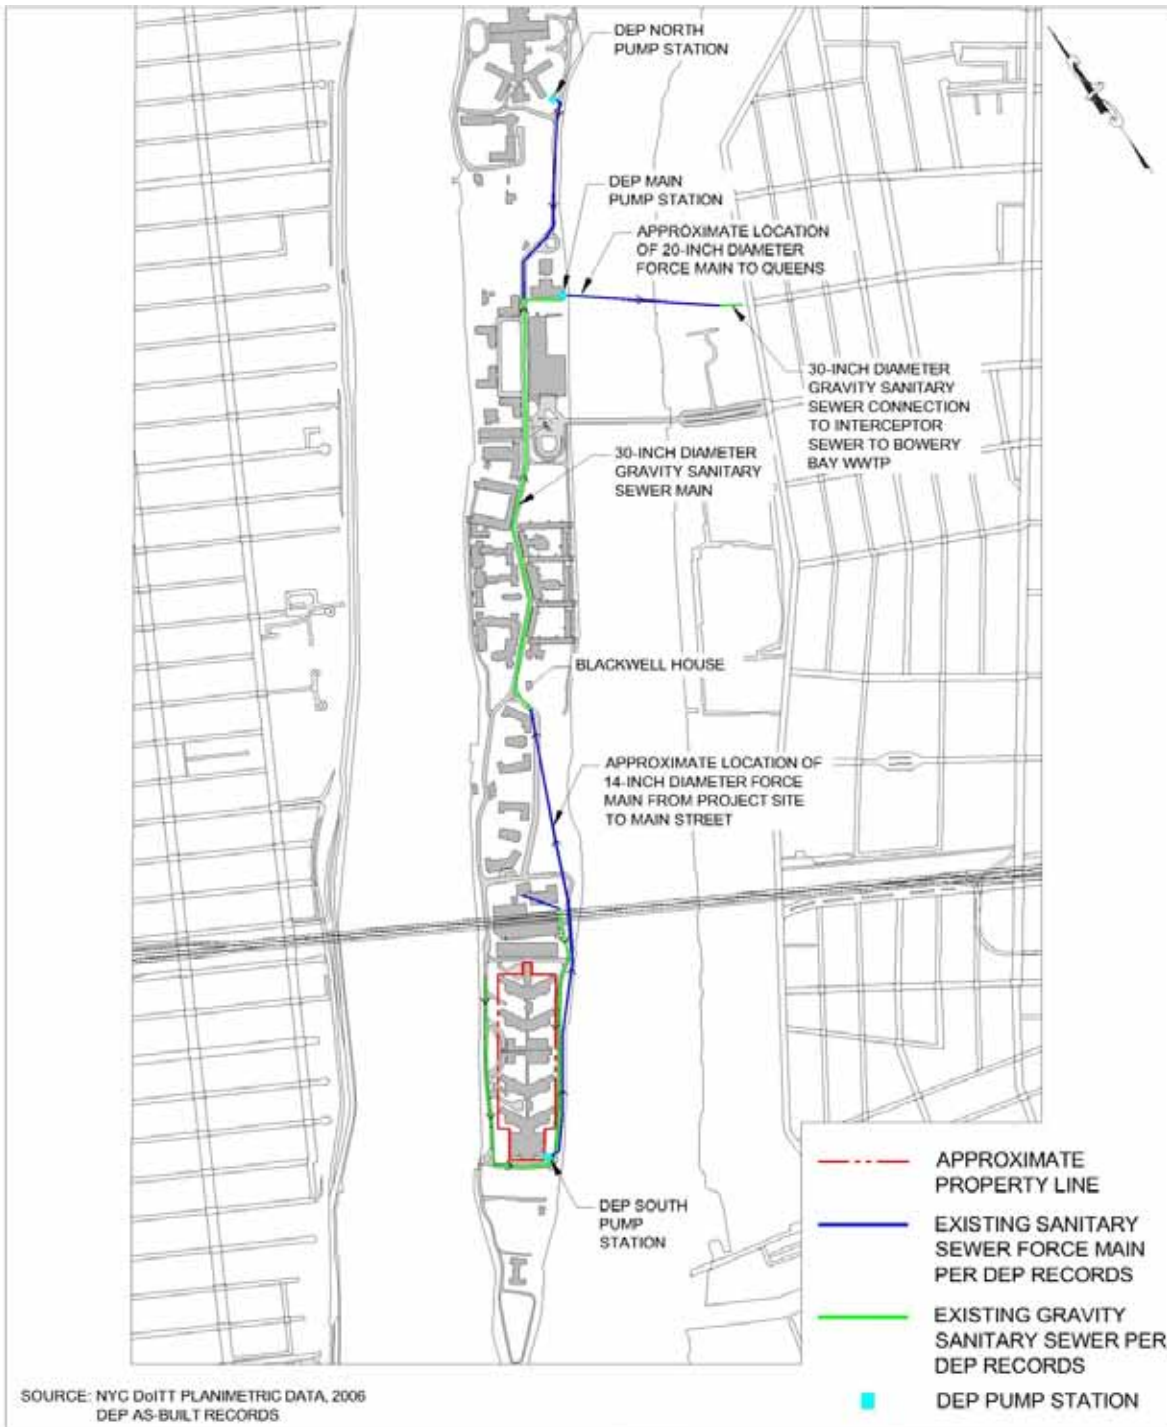 DEP NORTH
PUMP STATION
DEP MAIN
PUMP STATION
APPROXIMATE LOCATION
OF 20-INCH DIAMETER
FORCE MAIN TO QUEENS
30-INCH DIAMETER
GRAVITY SANITARY
SEWER CONNECTION
TO INTERCEPTOR
SEWER TO BOWERY
BAY WWTP
30-INCH DIAMETER
GRAVITY SANITARY
SEWER MAIN
BLACKWELL HOUSE
APPROXIMATE LOCATION OF
14-INCH DIAMETER FORCE
MAIN FROM PROJECT SITE
TO MAIN STREET
DEP SOUTH
PUMP
STATION
APPROXIMATE
PROPERTY LINE
EXISTING SANITARY
SEWER FORCE MAIN
PER DEP RECORDS
EXISTING GRAVITY
SANITARY SEWER PER
DEP RECORDS
DEP PUMP STATION
SOURCE: NYC DoITT PLANIMETRIC DATA, 2006
DEP AS-BUILT RECORDS